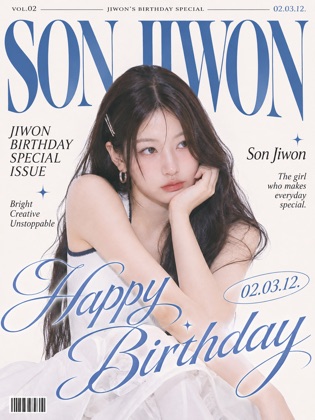 VOL.02
JIWON'S BIRTHDAY SPECIAL
02.03.12.
SON JIWON
JIWON
BIRTHDAY
SPECIAL
ISSUE
Bright
Creative
Unstoppable
Son Jiwon
The girl
who makes
everyday
special.
02.03.12.
Happy
Birthday